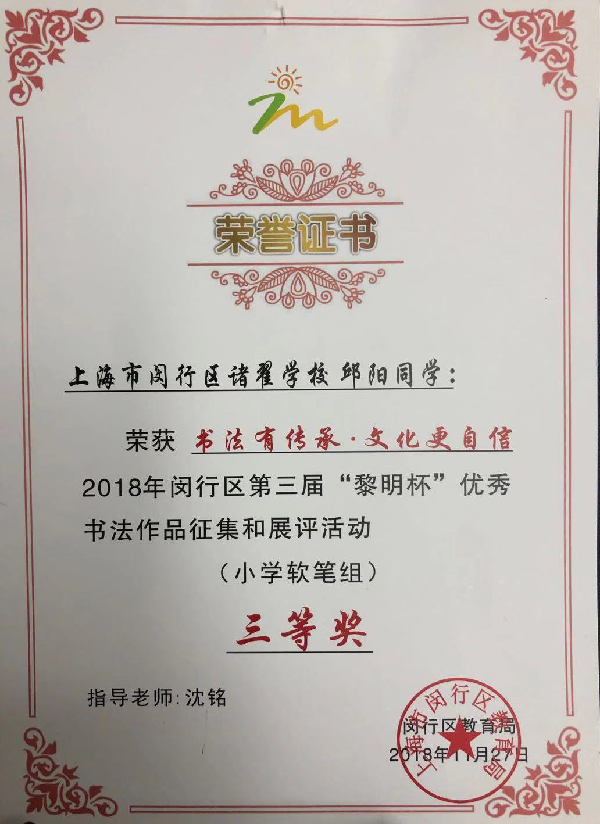 荣誉证书
上海市闵行区诸翟学校 邱阳同学:
荣获 书法有传承·文化更自信
2018年闵行区第三届“黎明杯”优秀
书法作品征集和展评活动
（小学软笔组）
三等奖
指导老师:沈铭
闵行区教育局
2018年11月27日
上海市闵行区教育局